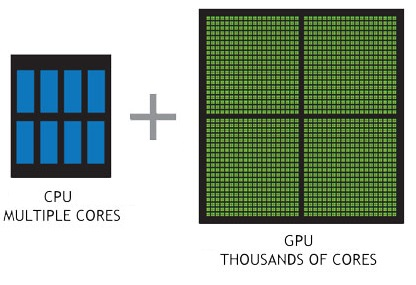 CPU
MULTIPLE CORES
GPU
THOUSANDS OF CORES